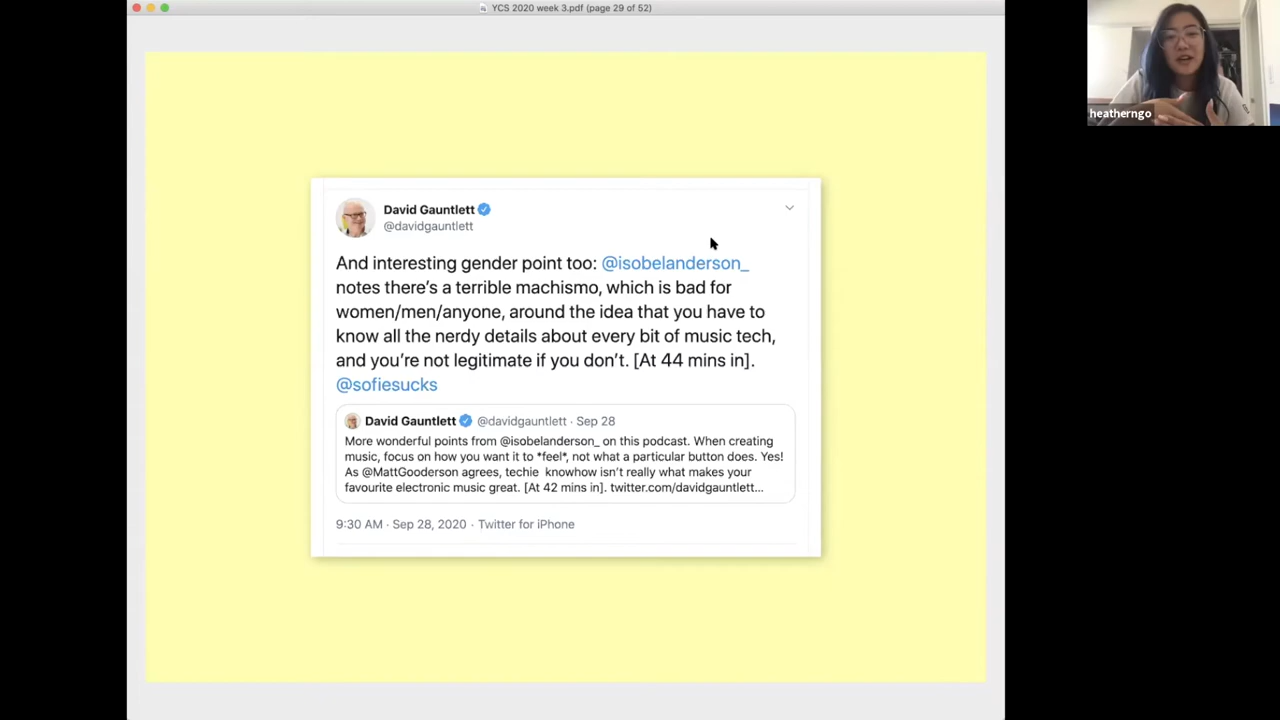 YCS 2020 week 3.pdf (page 29 of 52)
heatherngo
David Gauntlett
@davidgauntlett
And interesting gender point too: @isobelanderson_
notes there's a terrible machismo, which is bad for
women/men/anyone, around the idea that you have to
know all the nerdy details about every bit of music tech,
and you're not legitimate if you don't. [At 44 mins in].
@sofiesucks
David Gauntlett @davidgauntlett · Sep 28
More wonderful points from @isobelanderson_ on this podcast. When creating
music, focus on how you want it to *feel*, not what a particular button does. Yes!
As @MattGooderson agrees, techie knowhow isn't really what makes your
favourite electronic music great. [At 42 mins in]. twitter.com/davidgauntlett...
9:30 AM · Sep 28, 2020 · Twitter for iPhone